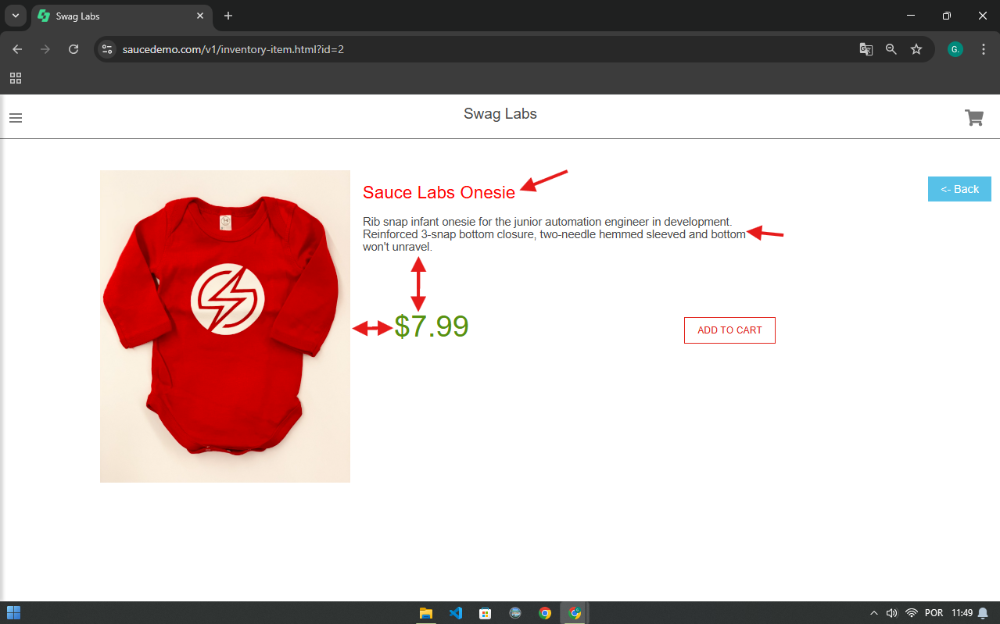 Swag Labs
saucedemo.com/v1/inventory-item.html?id=2
G.
Swag Labs
Sauce Labs Onesie
<- Back
Rib snap infant onesie for the junior automation engineer in development.
Reinforced 3-snap bottom closure, two-needle hemmed sleeved and bottom
won't unravel.
$7.99
ADD TO CART
POR
11:49